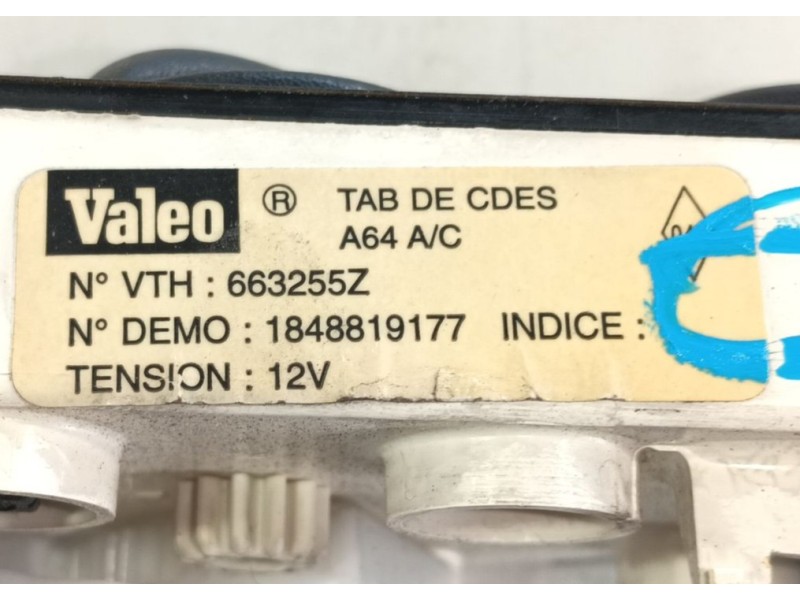 Valeo ® TAB DE CDES
A64 A/C
N° VTH : 663255Z
N° DEMO : 1848819177 INDICE :
TENSION : 12V